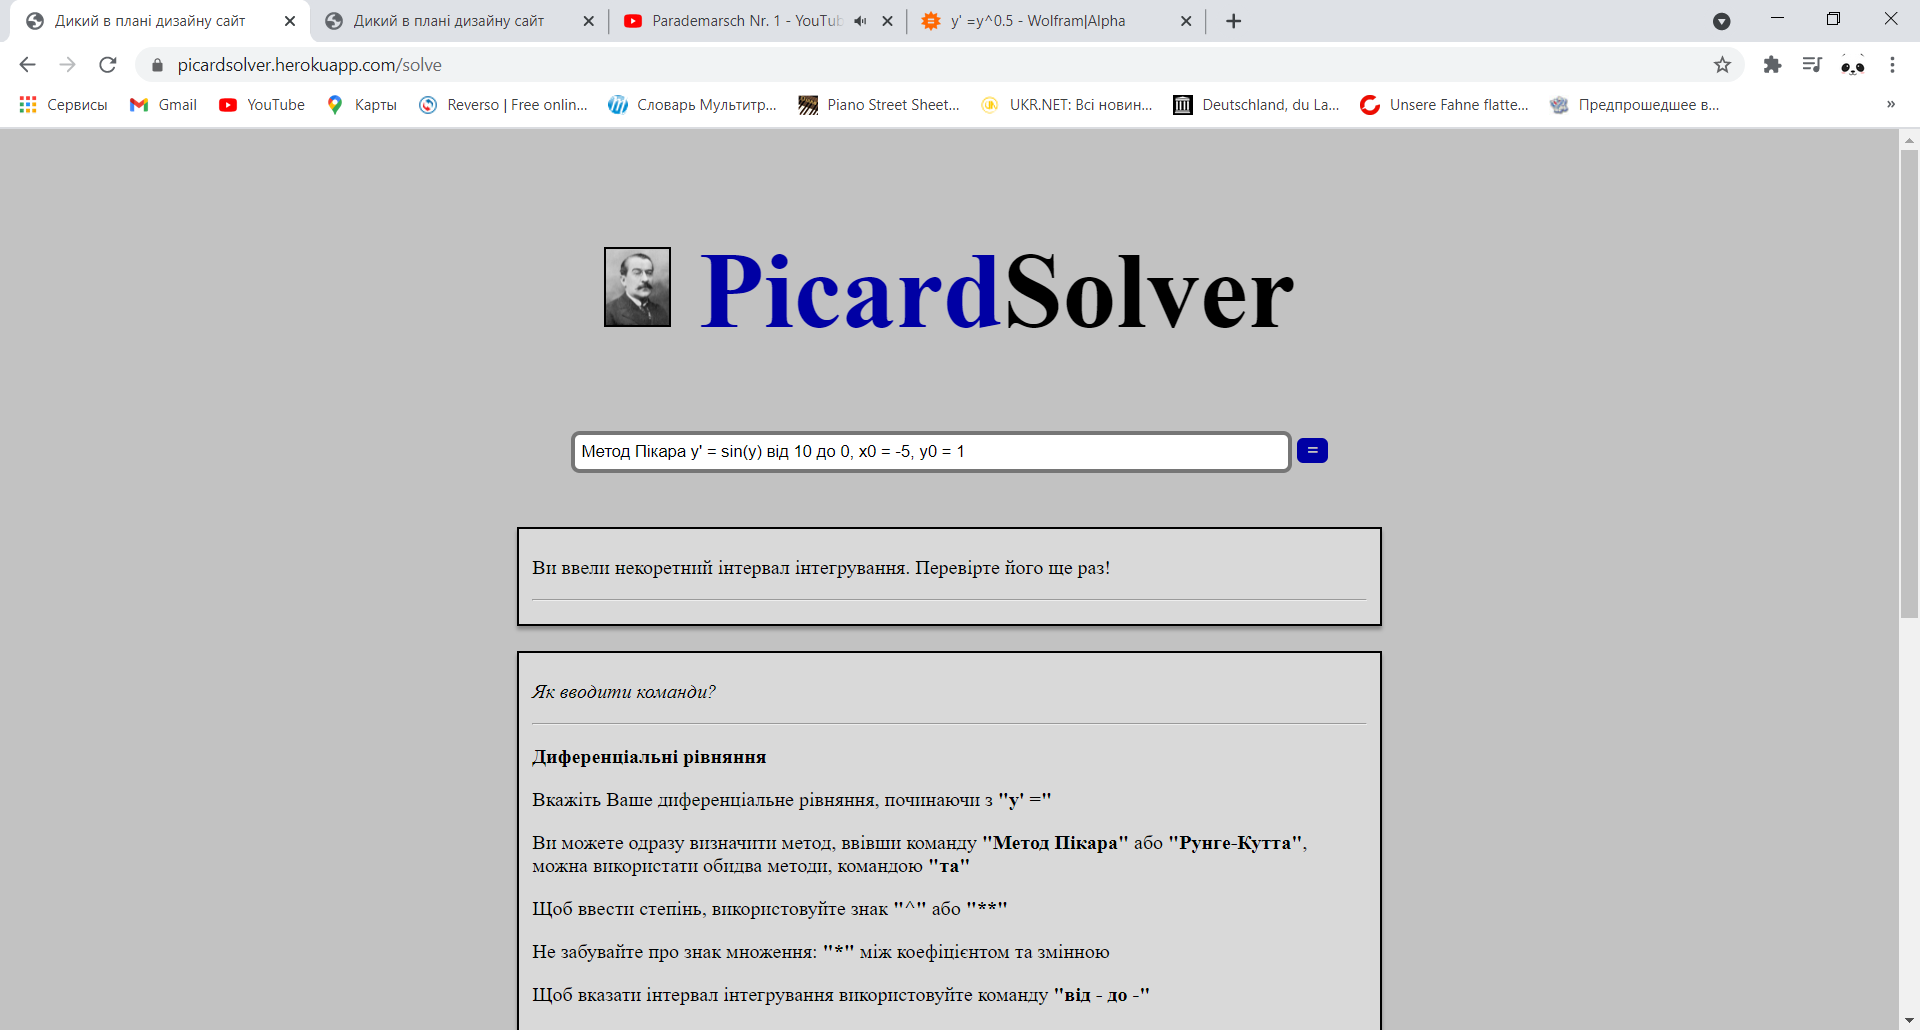 Дикий в плані дизайну сайт
Дикий в плані дизайну сайт
Parademarsch Nr. 1 - YouTub
y' =y^0.5 - Wolfram|Alpha
picardsolver.herokuapp.com/solve
Сервисы
Gmail
YouTube
Карты
Reverso | Free onlin...
Словарь Мультитр...
Piano Street Sheet...
UKR.NET: Всі новин...
Deutschland, du La...
Unsere Fahne flatte...
Предпрошедшее в...
»
PicardSolver
Метод Пікара y' = sin(y) від 10 до 0, x0 = -5, y0 = 1
=
Ви ввели некоретний інтервал інтегрування. Перевірте його ще раз!
Як вводити команди?
Диференціальні рівняння
Вкажіть Ваше диференціальне рівняння, починаючи з "y' ="
Ви можете одразу визначити метод, ввівши команду "Метод Пікара" або "Рунге-Кутта",
можна використати обидва методи, командою "та"
Щоб ввести степінь, використовуйте знак "^" або "**"
Не забувайте про знак множення: "*" між коефіцієнтом та змінною
Щоб вказати інтервал інтегрування використовуйте команду "від - до -"